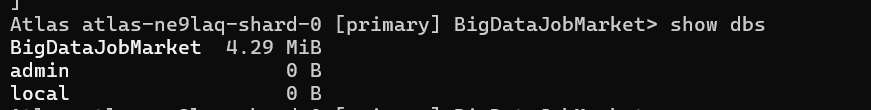 ]
Atlas atlas-ne9laq-shard-0 [primary] BigDataJobMarket> show dbs
BigDataJobMarket  4.29 MiB
admin                  0 B
local                  0 B